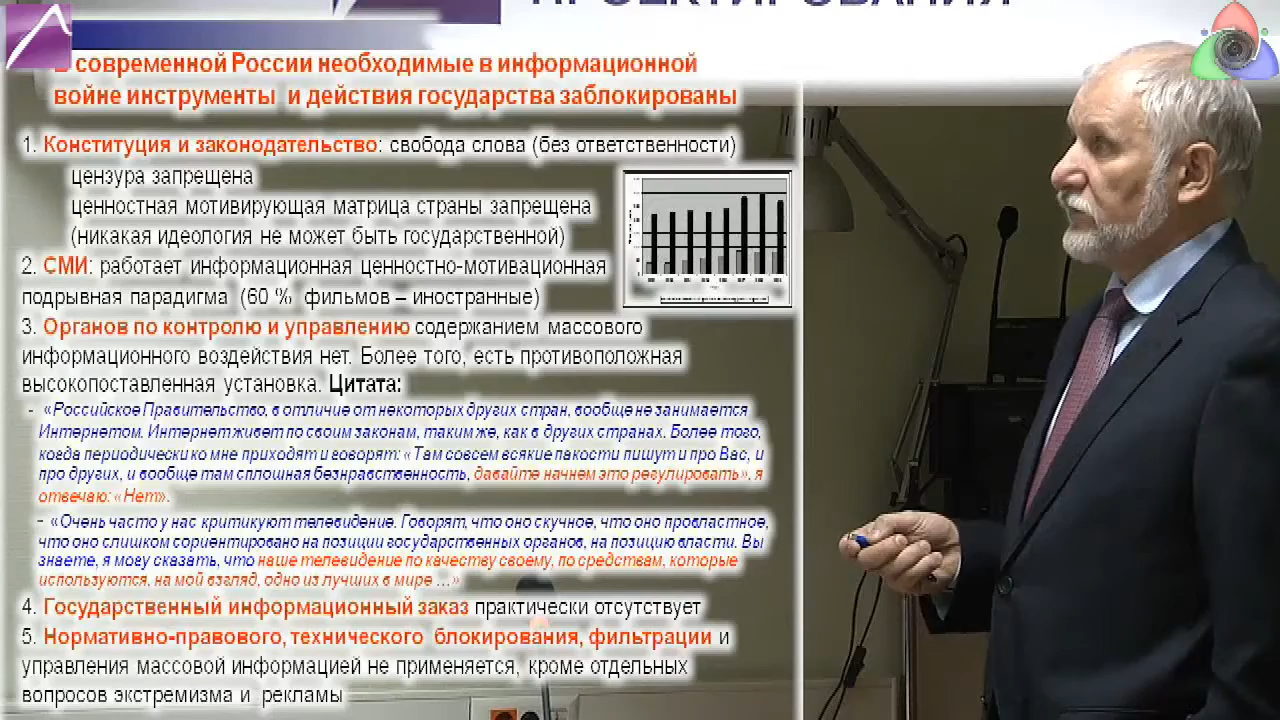 ПРОЕКТИРОВАНИЯ
современной России необходимые в информационной
войне инструменты и действия государства заблокированы
1. Конституция и законодательство: свобода слова (без ответственности)
цензура запрещена
ценностная мотивирующая матрица страны запрещена
(никакая идеология не может быть государственной)
2. СМИ: работает информационная ценностно-мотивационная
подрывная парадигма (60 % фильмов – иностранные)
3. Органов по контролю и управлению содержанием массового
информационного воздействия нет. Более того, есть противоположная
высокопоставленная установка. Цитата:
- «Российское Правительство, в отличие от некоторых других стран, вообще не занимается
Интернетом. Интернет живет по своим законам, таким же, как в других странах. Более того,
когда периодически ко мне приходят и говорят: «Там совсем всякие пакости пишут и про Вас, и
про других, и вообще там сплошная безнравственность, давайте начнем это регулировать», я
отвечаю: «Нет».
- «Очень часто у нас критикуют телевидение. Говорят, что оно скучное, что оно провластное,
что оно слишком сориентировано на позиции государственных органов, на позицию власти. Вы
знаете, я могу сказать, что наше телевидение по качеству своему, по средствам, которые
используются, на мой взгляд, одно из лучших в мире …»
4. Государственный информационный заказ практически отсутствует
5. Нормативно-правового, технического блокирования, фильтрации и
управления массовой информацией не применяется, кроме отдельных
вопросов экстремизма и рекламы